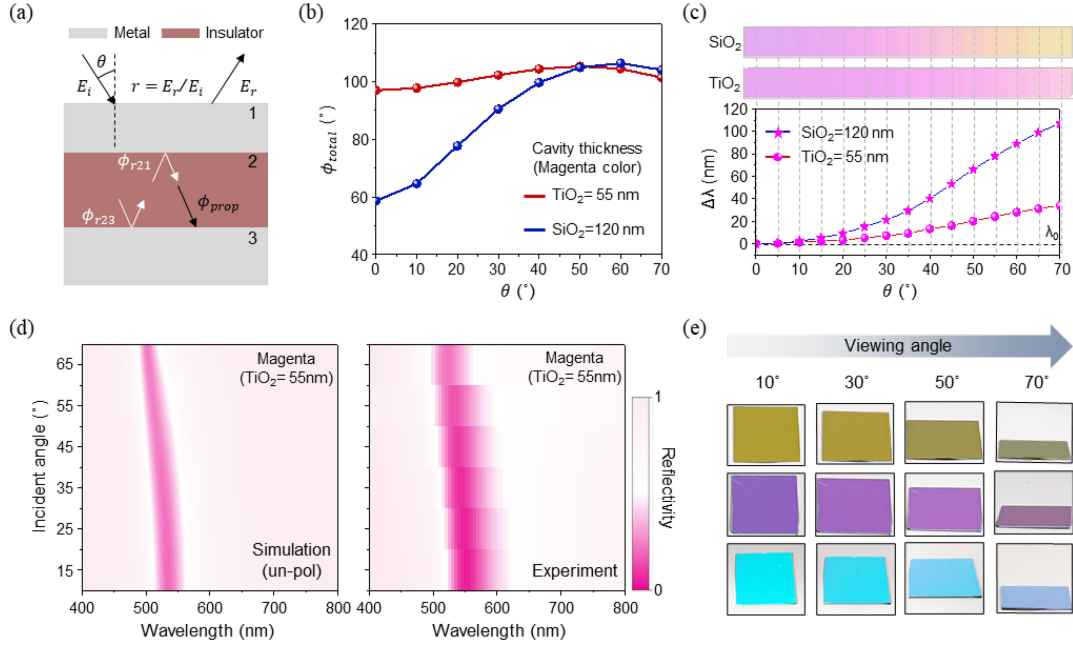 (a)
Metal
Insulator
θ
E_i
r = E_r/E_i
E_r
1
ϕ_r21
2
ϕ_prop
ϕ_r23
3
(b)
120
100
80
60
40
ϕ_total (°)
Cavity thickness
(Magenta color)
TiO₂= 55 nm
SiO₂=120 nm
0 10 20 30 40 50 60 70
θ (°)
(c)
SiO₂
TiO₂
120
100
80
60
40
20
0
Δλ (nm)
SiO₂=120 nm
TiO₂= 55 nm
λ₀
0 10 20 30 40 50 60 70
θ (°)
(d)
65
55
45
35
25
15
Incident angle (°)
Magenta
(TiO₂= 55nm)
Simulation
(un-pol)
400 500 600 700 800
Wavelength (nm)
Magenta
(TiO₂= 55nm)
Experiment
400 500 600 700 800
Wavelength (nm)
1
0
Reflectivity
(e)
Viewing angle
10° 30° 50° 70°